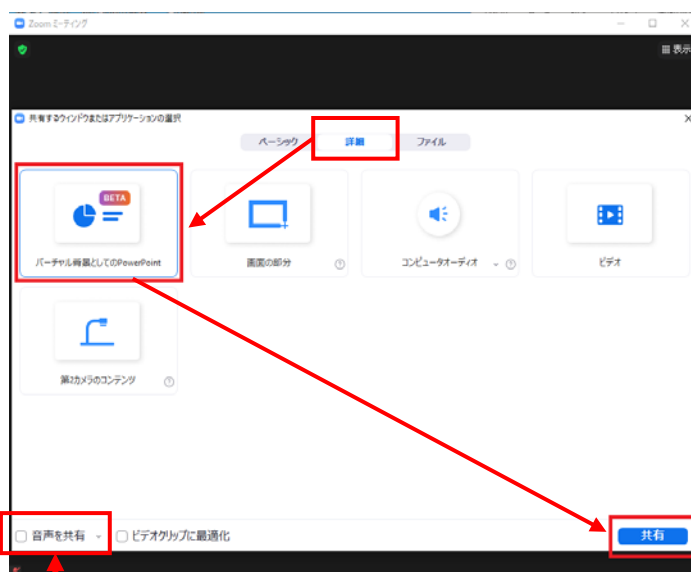 Zoom ミーティング
表示
共有するウィンドウまたはアプリケーションの選択
ベーシック 詳細 ファイル
BETA
バーチャル背景としてのPowerPoint 画面の部分 コンピュータオーディオ ビデオ
第2カメラのコンテンツ
音声を共有 ビデオクリップに最適化 共有